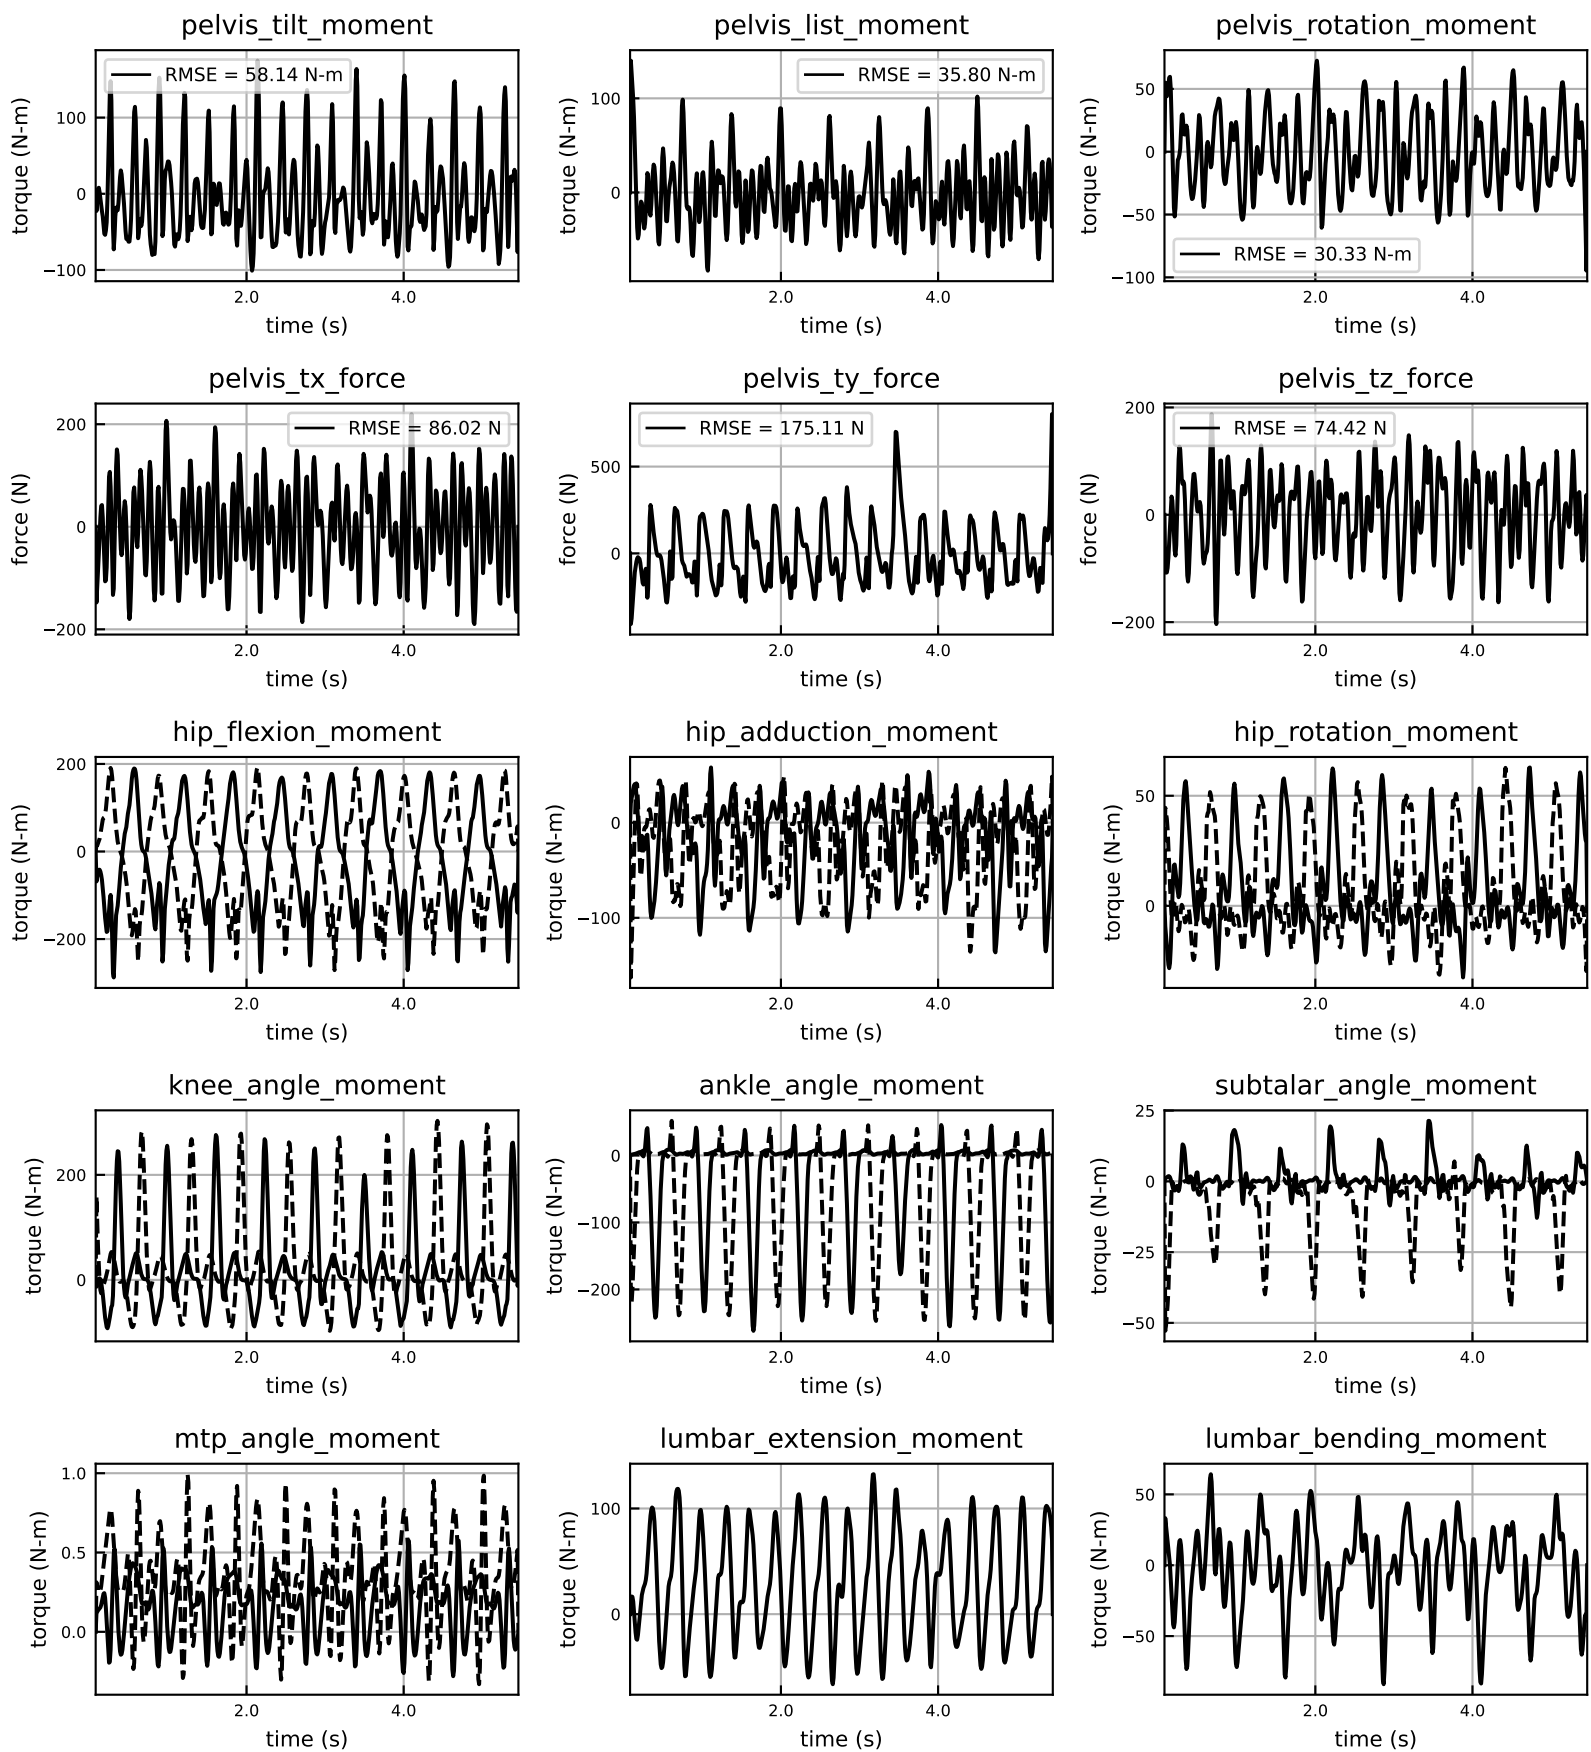 pelvis_tilt_moment
pelvis_list_moment
pelvis_rotation_moment
RMSE = 58.14 N-m
RMSE = 35.80 N-m
RMSE = 30.33 N-m
torque (N-m)
100
0
−100
2.0
4.0
time (s)
torque (N-m)
100
0
2.0
4.0
time (s)
torque (N-m)
50
0
−50
−100
2.0
4.0
time (s)
pelvis_tx_force
pelvis_ty_force
pelvis_tz_force
RMSE = 86.02 N
RMSE = 175.11 N
RMSE = 74.42 N
force (N)
200
0
−200
2.0
4.0
time (s)
force (N)
500
0
2.0
4.0
time (s)
force (N)
200
0
−200
2.0
4.0
time (s)
hip_flexion_moment
hip_adduction_moment
hip_rotation_moment
torque (N-m)
200
0
−200
2.0
4.0
time (s)
torque (N-m)
0
−100
2.0
4.0
time (s)
torque (N-m)
50
0
2.0
4.0
time (s)
knee_angle_moment
ankle_angle_moment
subtalar_angle_moment
torque (N-m)
200
0
2.0
4.0
time (s)
torque (N-m)
0
−100
−200
2.0
4.0
time (s)
torque (N-m)
25
0
−25
−50
2.0
4.0
time (s)
mtp_angle_moment
lumbar_extension_moment
lumbar_bending_moment
torque (N-m)
1.0
0.5
0.0
2.0
4.0
time (s)
torque (N-m)
100
0
2.0
4.0
time (s)
torque (N-m)
50
0
−50
2.0
4.0
time (s)